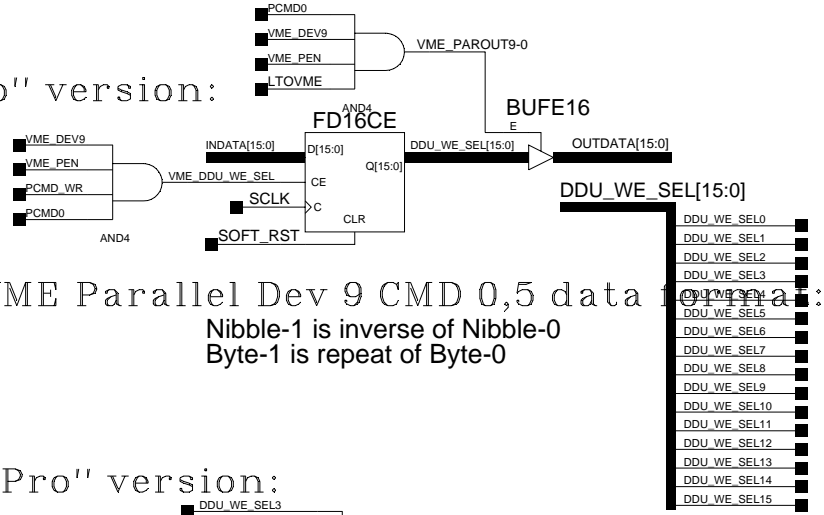 PCMD0
VME_DEV9
VME_PEN
LTOVME
VME_PAROUT9-0
AND4
" version:
FD16CE
BUFE16
E
VME_DEV9
VME_PEN
PCMD_WR
PCMD0
AND4
VME_DDU_WE_SEL
INDATA[15:0]
D[15:0]
Q[15:0]
CE
C
CLR
SCLK
SOFT_RST
DDU_WE_SEL[15:0]
OUTDATA[15:0]
DDU_WE_SEL[15:0]
DDU_WE_SEL0
DDU_WE_SEL1
DDU_WE_SEL2
DDU_WE_SEL3
DDU_WE_SEL4
DDU_WE_SEL5
DDU_WE_SEL6
DDU_WE_SEL7
DDU_WE_SEL8
DDU_WE_SEL9
DDU_WE_SEL10
DDU_WE_SEL11
DDU_WE_SEL12
DDU_WE_SEL13
DDU_WE_SEL14
DDU_WE_SEL15
VME Parallel Dev 9 CMD 0,5 data format:
Nibble-1 is inverse of Nibble-0
Byte-1 is repeat of Byte-0
Pro" version:
DDU_WE_SEL3